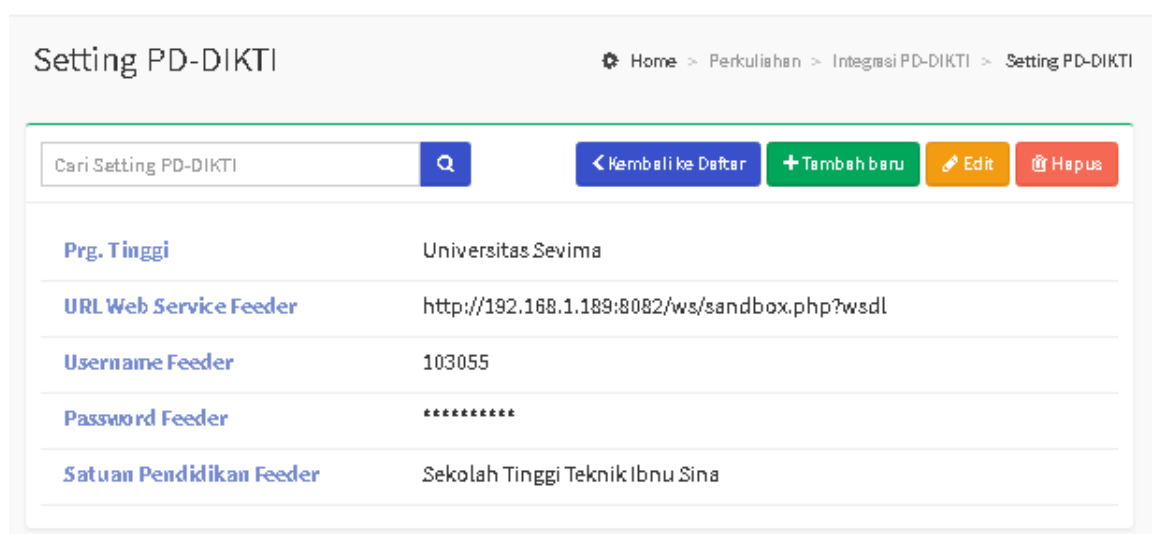 Setting PD-DIKTI
Home > Perkuliahan > Integrasi PD-DIKTI > Setting PD-DIKTI
Cari Setting PD-DIKTI
Kembali ke Daftar
Tambah baru
Edit
Hapus
Prg. Tinggi Universitas Sevima
URL Web Service Feeder http://192.168.1.189:8082/ws/sandbox.php?wsdl
Username Feeder 103055
Password Feeder **********
Satuan Pendidikan Feeder Sekolah Tinggi Teknik Ibnu Sina